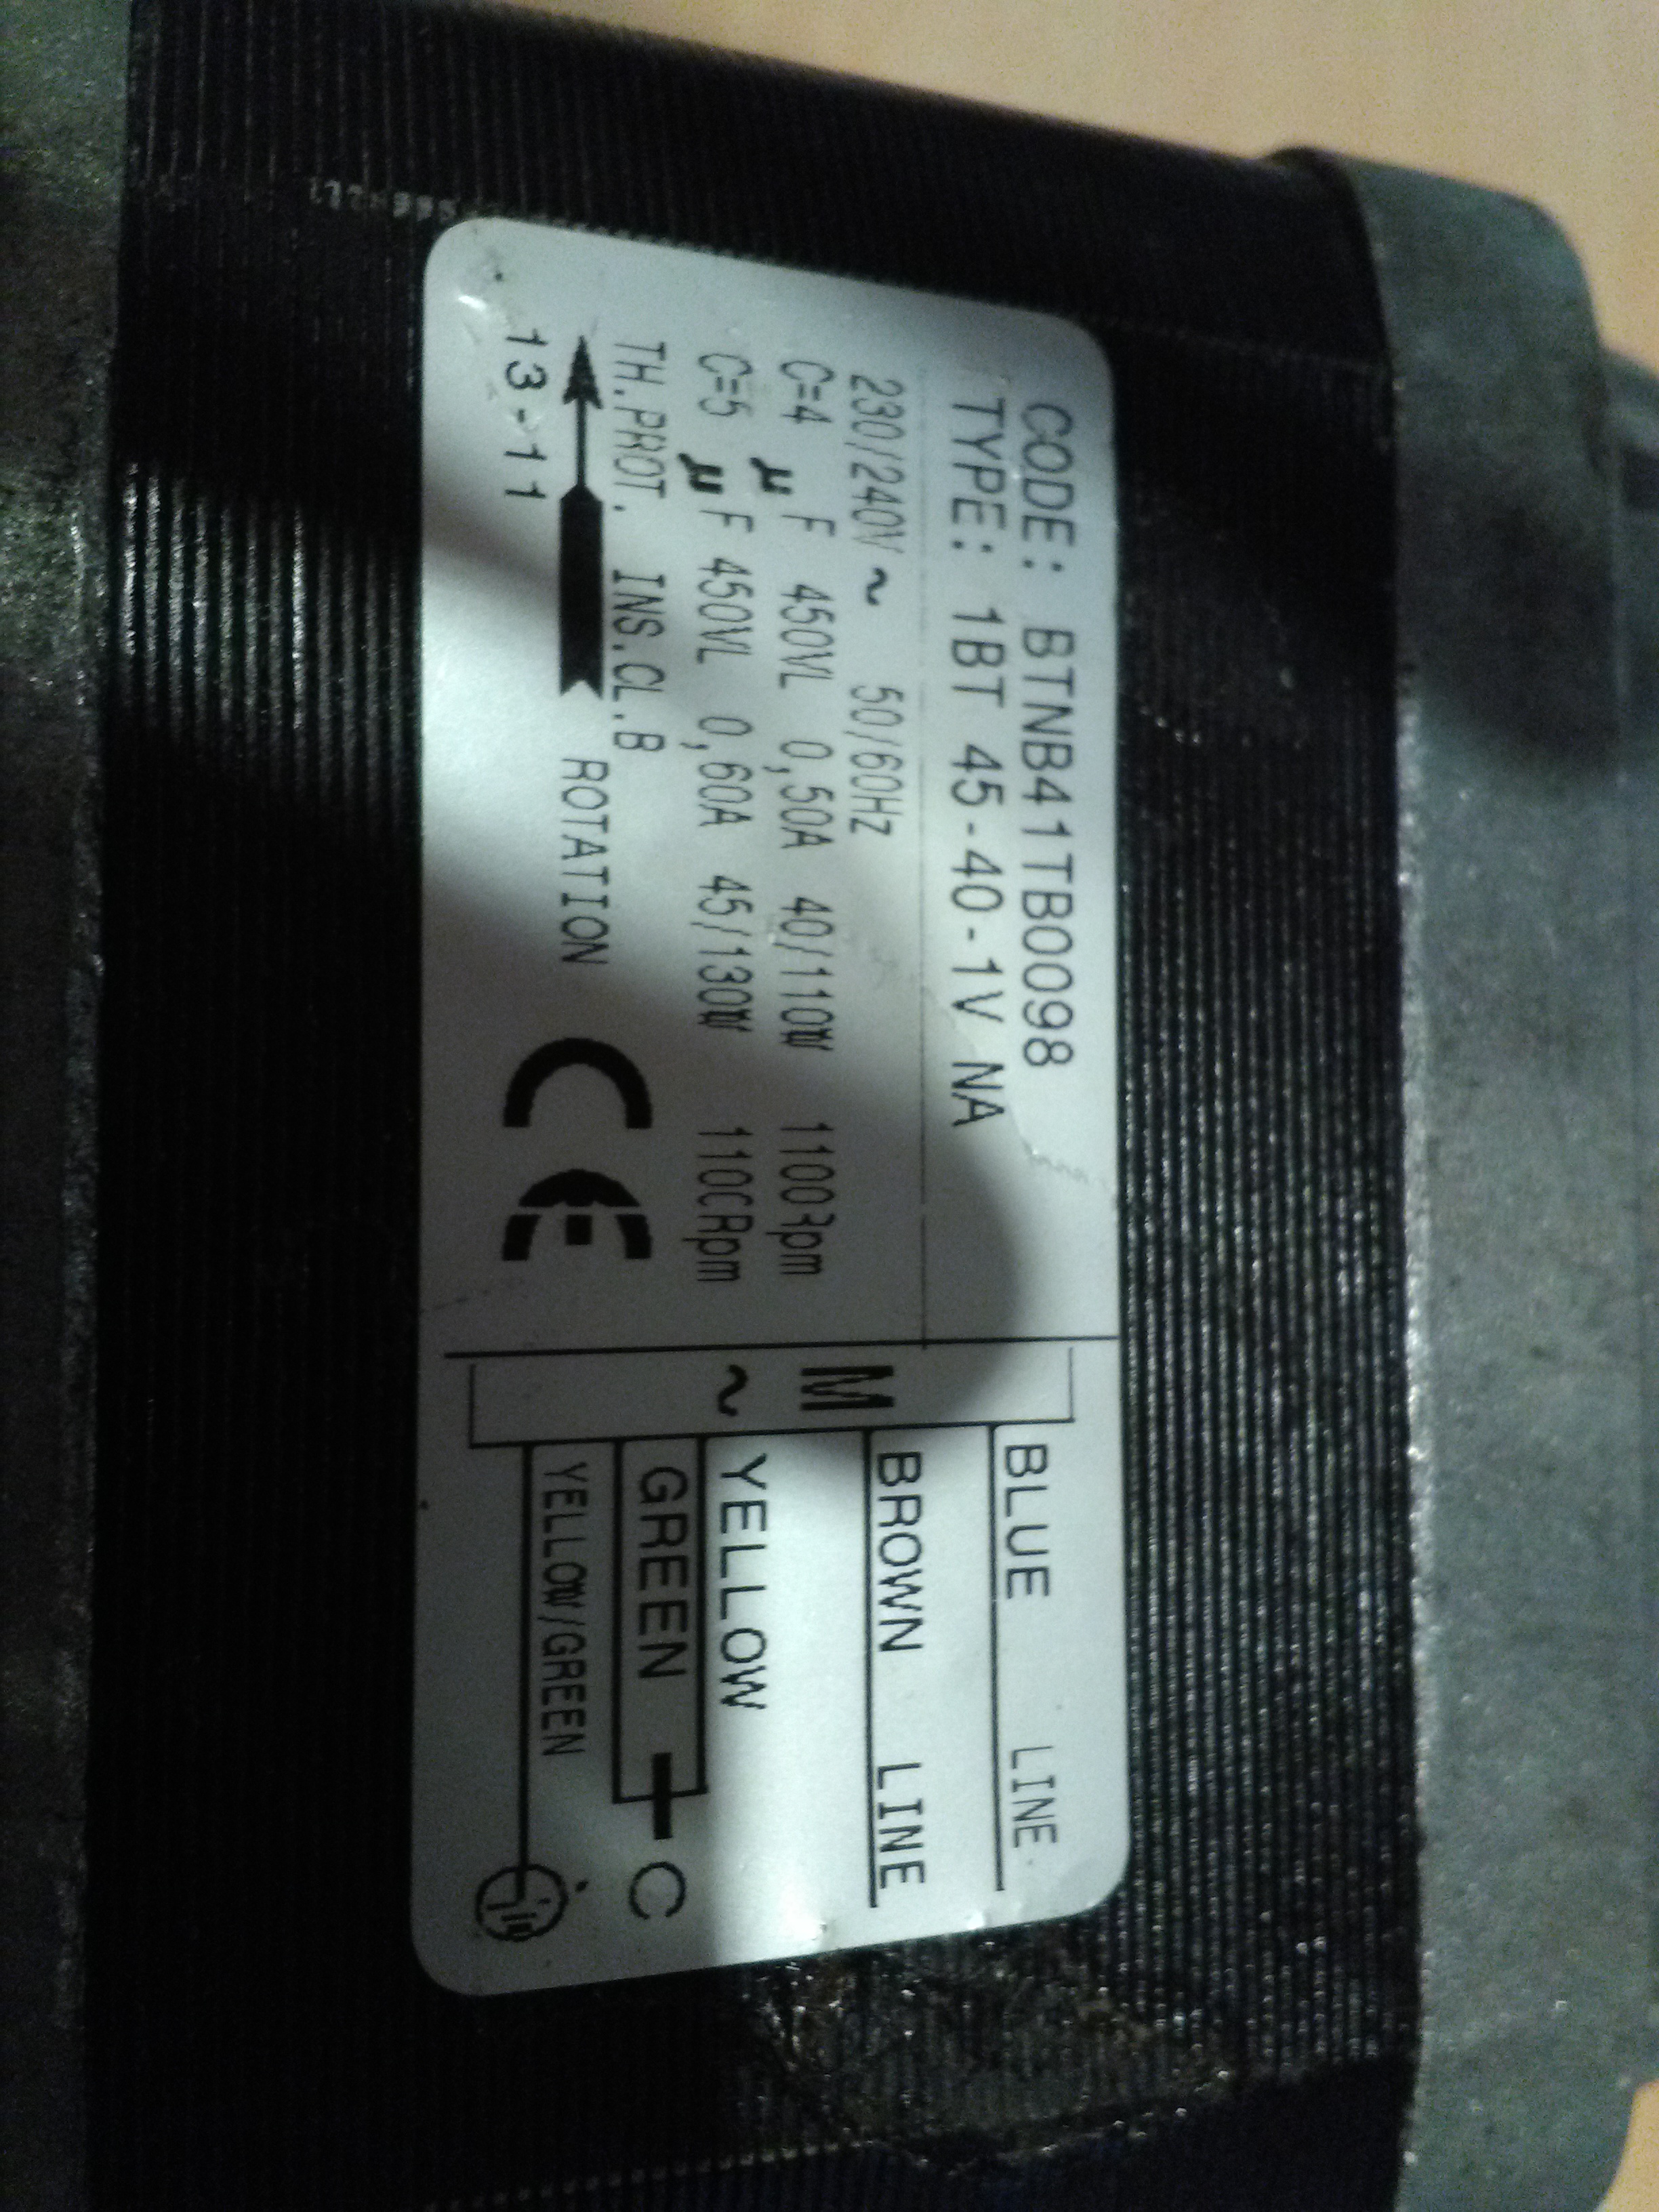 CODE: BTNB41TB0098
TYPE: 1BT 45-40-1V NA
230/240V ~ 50/60Hz
C=4 µF 450VL 0,50A 40/110W 1100Rpm
C=5 µF 450VL 0,60A 45/130W 1100Rpm
TH.PROT. INS.CL.B
ROTATION
13-11
CE
M
~
BLUE LINE
BROWN LINE
YELLOW
GREEN C
YELLOW/GREEN